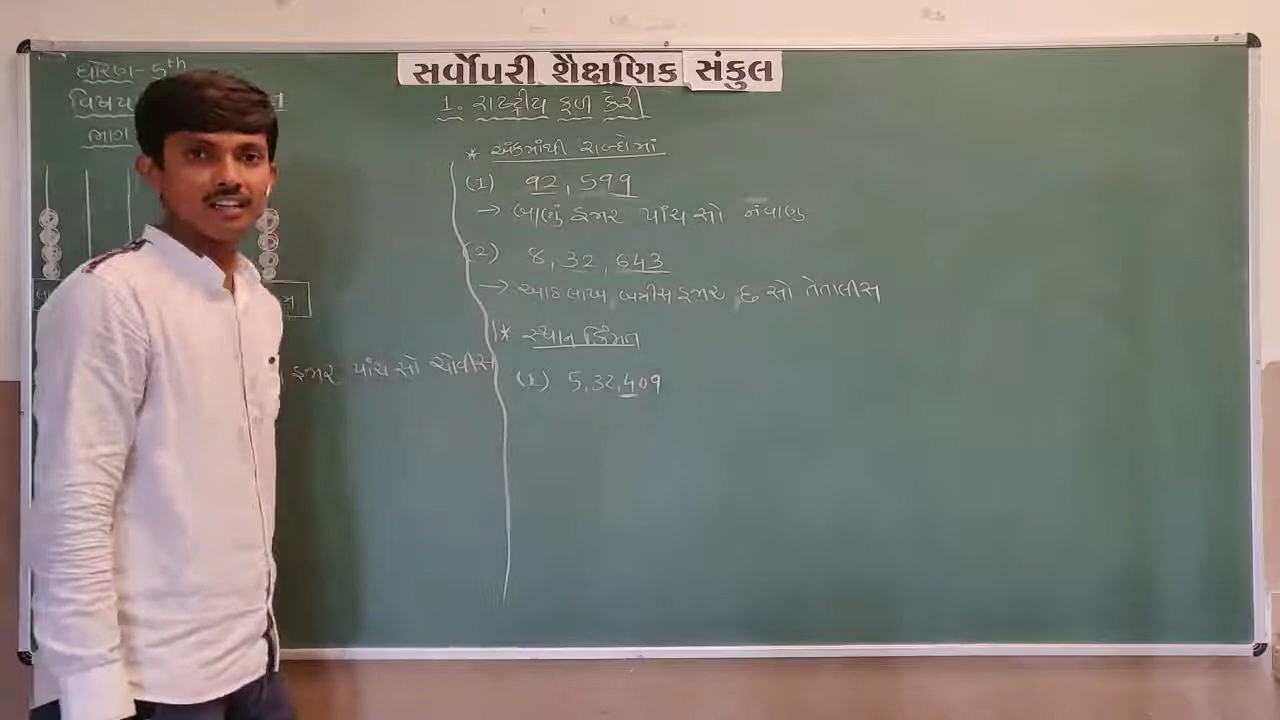 સર્વોપરી શૈક્ષણિક સંકુલ
ધોરણ- 5th
વિષય
ભાગ
1. રાષ્ટ્રીય ફળ કેરી
* અંકમાંથી શબ્દોમાં
(1) 92,599
→ બાણું હજાર પાંચ સો નવાણુ
(2) 8,32,643
→ આઠ લાખ બત્રીસ હજાર છ સો તેતાલીસ
હજાર પાંચ સો ચોવીસ
* સ્થાન કિંમત
(1) 5,32,409